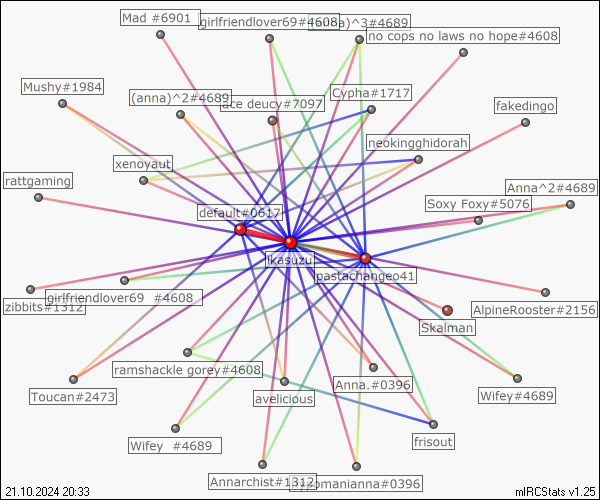 Mad #6901
girlfriendlover69#4608
)^3#4689
no cops no laws no hope#4608
Mushy#1984
(anna)^2#4689
ace deucy#7097
Cypha#1717
fakedingo
neokingghidorah
xenoyaut
rattgaming
Anna^2#4689
Soxy Foxy#5076
default#0617
ikasuzu
pastachangeo41
zibbits#1312
girlfriendlover69 #4608
AlpineRooster#2156
Skalman
ramshackle gorey#4608
Anna.#0396
Toucan#2473
avelicious
Wifey#4689
Wifey #4689
frisout
Annarchist#1312
omanianna#0396
21.10.2024 20:33
mIRCStats v1.25